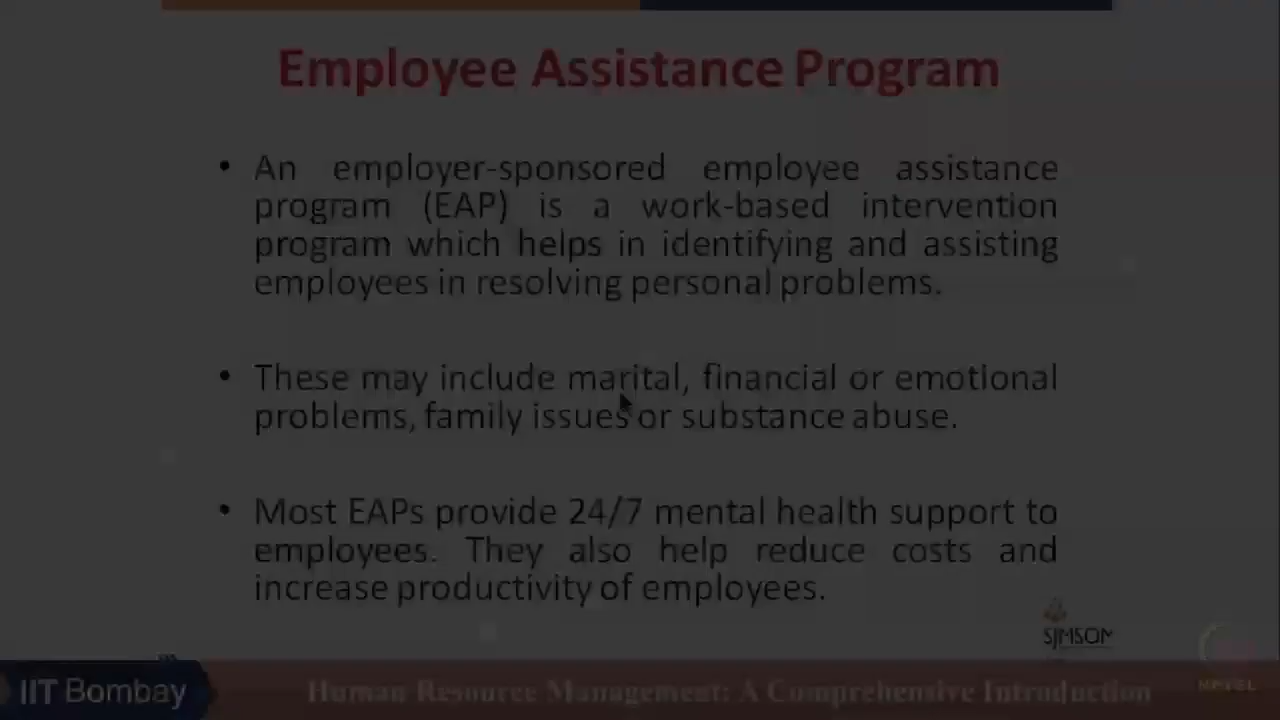 Employee Assistance Program
• An employer-sponsored employee assistance
program (EAP) is a work-based intervention
program which helps in identifying and assisting
employees in resolving personal problems.
• These may include marital, financial or emotional
problems, family issues or substance abuse.
• Most EAPs provide 24/7 mental health support to
employees. They also help reduce costs and
increase productivity of employees.
SJMSOM
IIT Bombay
Human Resource Management: A Comprehensive Introduction
NPTEL